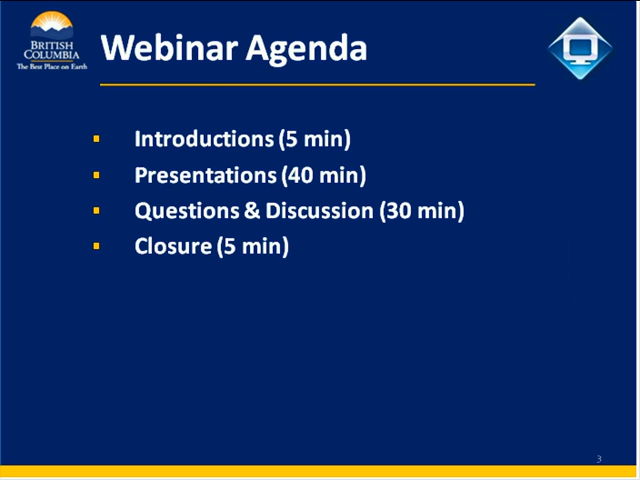 BRITISH
COLUMBIA
The Best Place on Earth
Webinar Agenda
Introductions (5 min)
Presentations (40 min)
Questions & Discussion (30 min)
Closure (5 min)
3